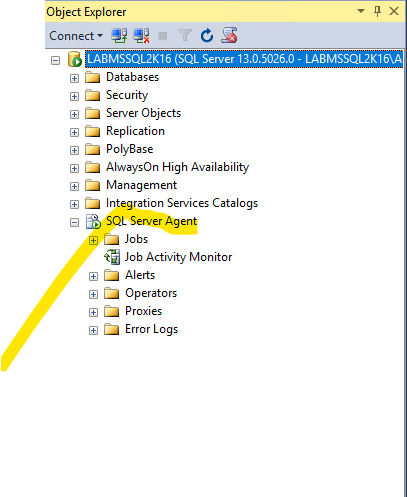 Object Explorer
Connect
LABMSSQL2K16 (SQL Server 13.0.5026.0 - LABMSSQL2K16\A
Databases
Security
Server Objects
Replication
PolyBase
AlwaysOn High Availability
Management
Integration Services Catalogs
SQL Server Agent
Jobs
Job Activity Monitor
Alerts
Operators
Proxies
Error Logs